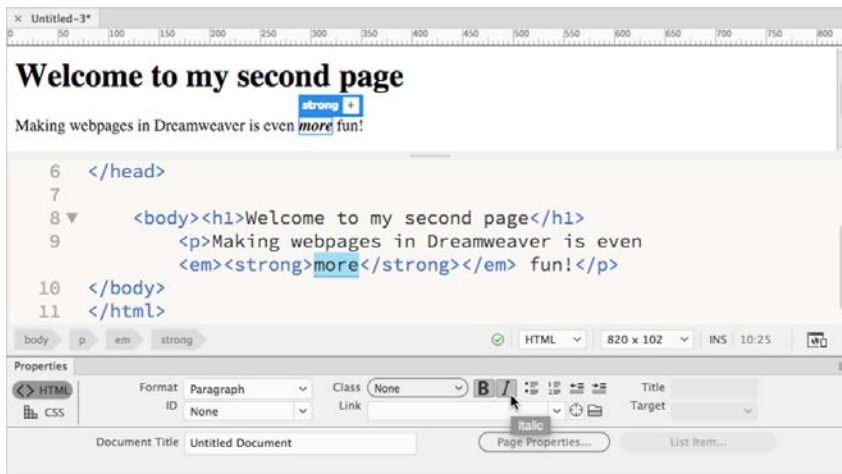 × Untitled-3*
0 50 100 150 200 250 300 350 400 450 500 550 600 650 700 750 800
Welcome to my second page
strong +
Making webpages in Dreamweaver is even more fun!
6 </head>
7
8 <body><h1>Welcome to my second page</h1>
9 <p>Making webpages in Dreamweaver is even
<em><strong>more</strong></em> fun!</p>
10 </body>
11 </html>
body p em strong HTML 820 x 102 INS 10:25
Properties
<> HTML Format Paragraph Class None B I Title
CSS ID None Link Target
Italic
Document Title Untitled Document Page Properties... List Item...